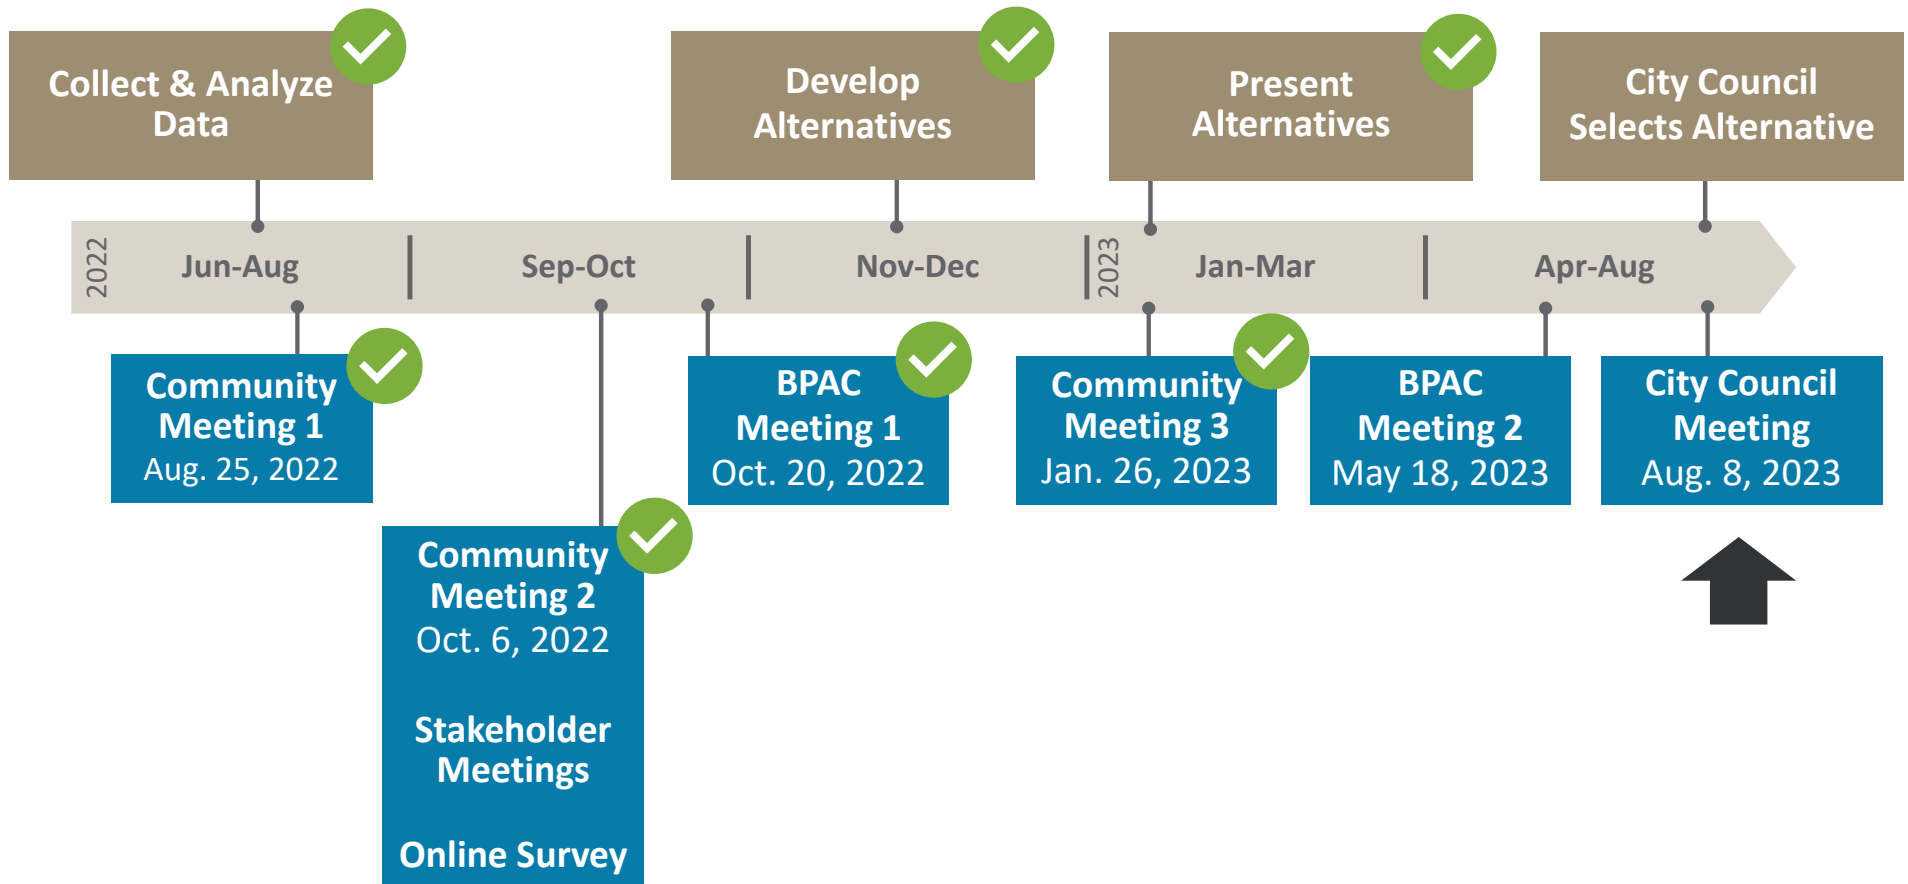 Collect & Analyze
Data
Develop
Alternatives
Present
Alternatives
City Council
Selects Alternative
2022
Jun-Aug
Sep-Oct
Nov-Dec
2023
Jan-Mar
Apr-Aug
Community
Meeting 1
Aug. 25, 2022
Community
Meeting 2
Oct. 6, 2022
Stakeholder
Meetings
Online Survey
BPAC
Meeting 1
Oct. 20, 2022
Community
Meeting 3
Jan. 26, 2023
BPAC
Meeting 2
May 18, 2023
City Council
Meeting
Aug. 8, 2023